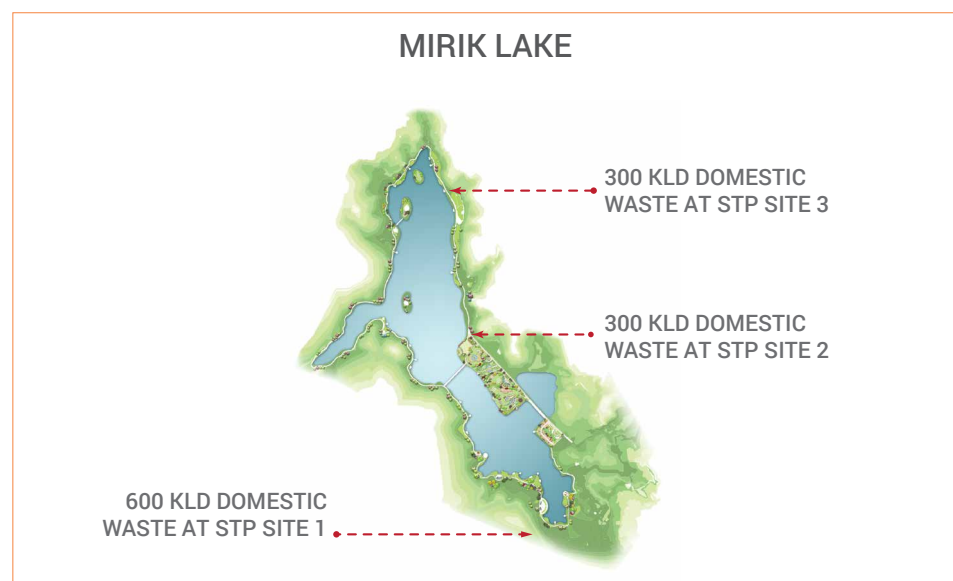 MIRIK LAKE
300 KLD DOMESTIC
WASTE AT STP SITE 3
300 KLD DOMESTIC
WASTE AT STP SITE 2
600 KLD DOMESTIC
WASTE AT STP SITE 1